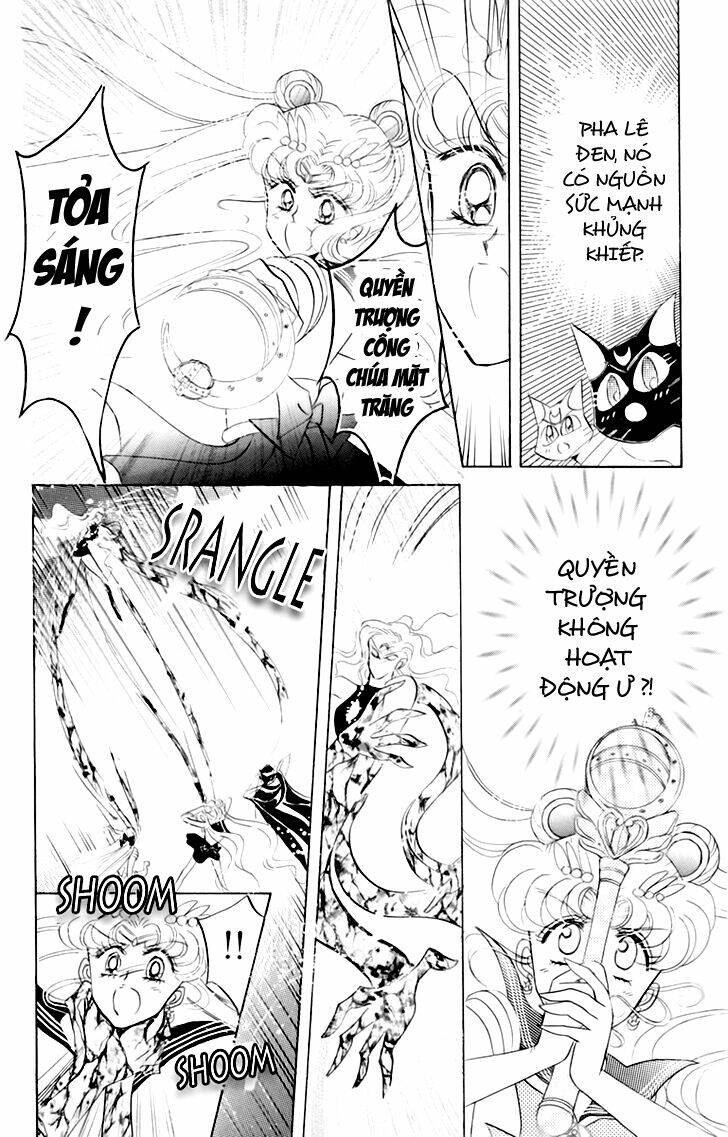 PHA LÊ
ĐEN, NÓ
CÓ NGUỒN
SỨC MẠNH
KHỦNG
KHIẾP.
QUYỀN
TRƯỢNG
CÔNG
CHÚA MẶT
TRĂNG
TỎA
SÁNG
!
QUYỀN
TRƯỢNG
KHÔNG
HOẠT
ĐỘNG Ư ?!
SRANGLE
SHOOM
!!
SHOOM